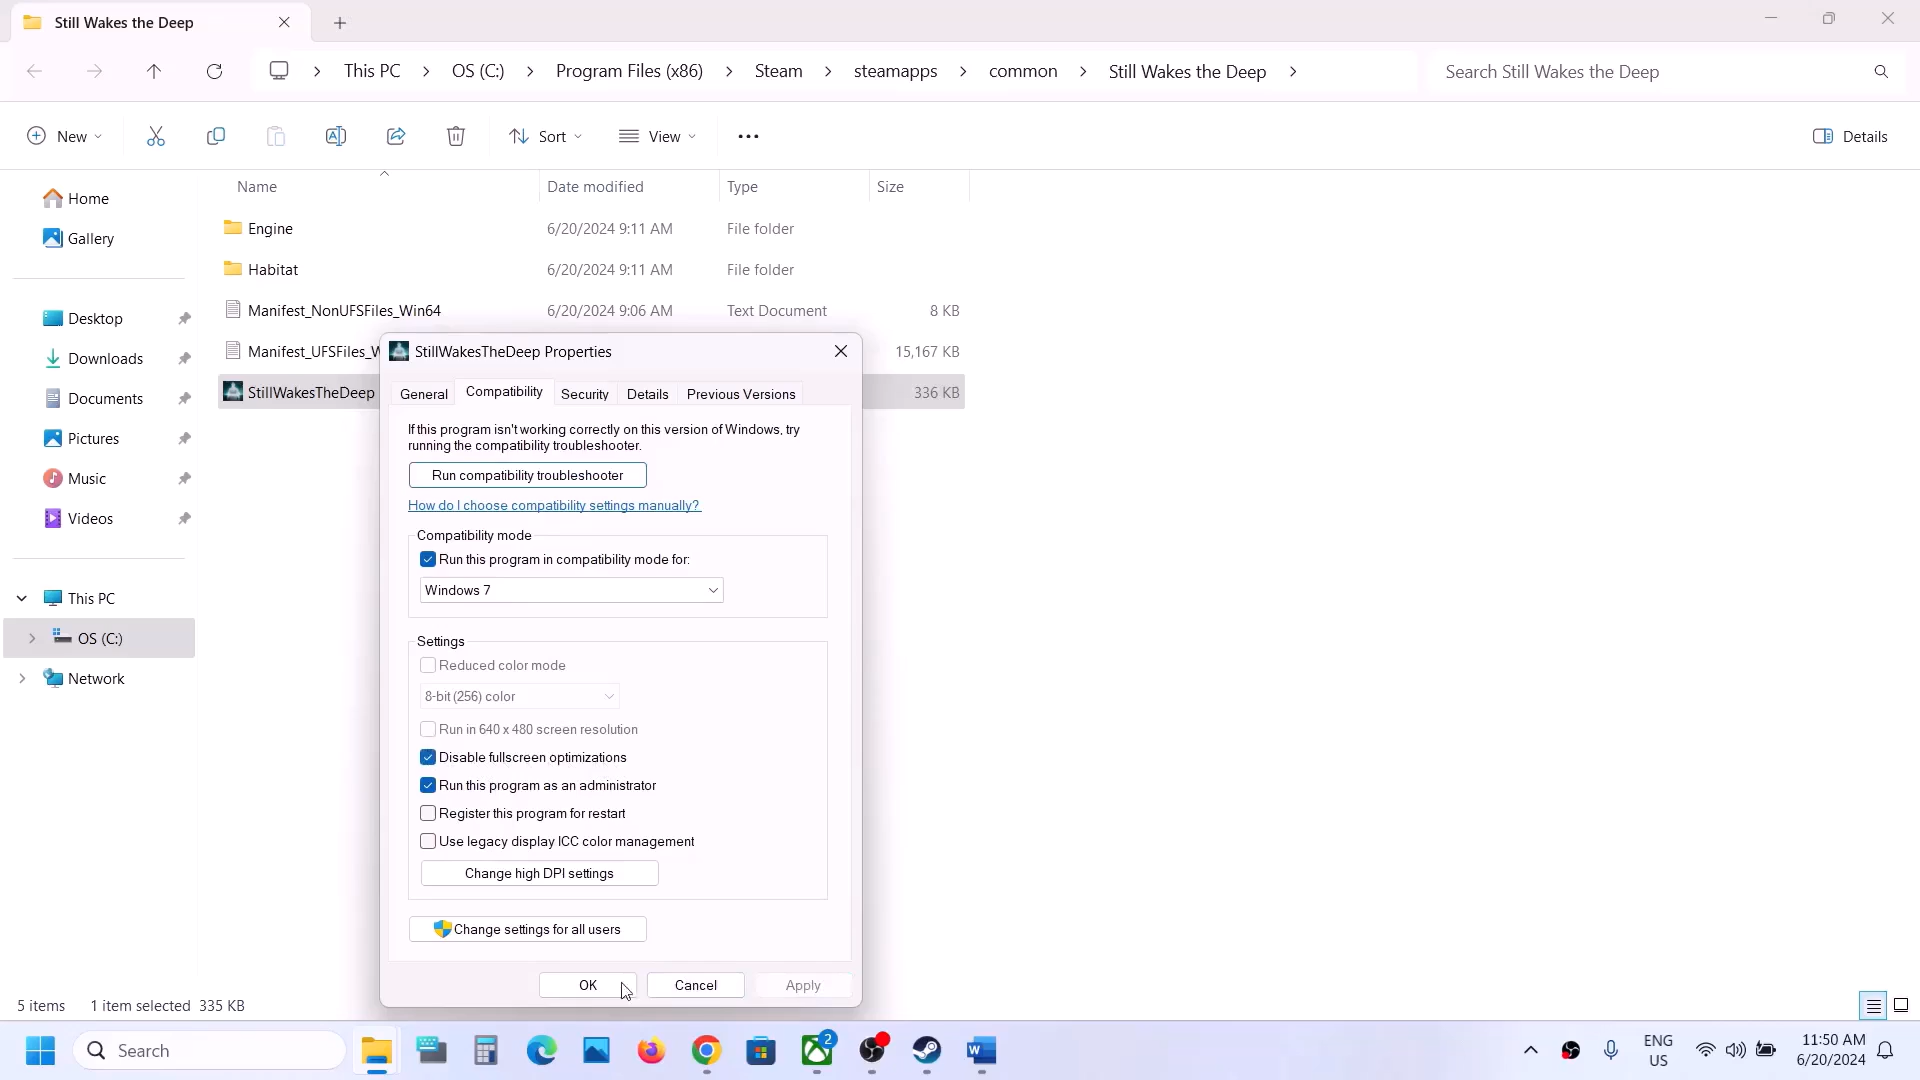 Still Wakes the Deep
This PC
OS (C:)
Program Files (x86)
Steam
steamapps
common
Still Wakes the Deep
Search Still Wakes the Deep
New
Sort
View
Details
Home
Gallery
Desktop
Downloads
Documents
Pictures
Music
Videos
This PC
OS (C:)
Network
Name
Date modified
Type
Size
Engine
6/20/2024 9:11 AM
File folder
Habitat
6/20/2024 9:11 AM
File folder
Manifest_NonUFSFiles_Win64
6/20/2024 9:06 AM
Text Document
8 KB
Manifest_UFSFiles_W
15,167 KB
StillWakesTheDeep
336 KB
StillWakesTheDeep Properties
General
Compatibility
Security
Details
Previous Versions
If this program isn't working correctly on this version of Windows, try
running the compatibility troubleshooter.
Run compatibility troubleshooter
How do I choose compatibility settings manually?
Compatibility mode
Run this program in compatibility mode for:
Windows 7
Settings
Reduced color mode
8-bit (256) color
Run in 640 x 480 screen resolution
Disable fullscreen optimizations
Run this program as an administrator
Register this program for restart
Use legacy display ICC color management
Change high DPI settings
Change settings for all users
OK
Cancel
Apply
5 items
1 item selected 335 KB
Search
2
ENG
US
11:50 AM
6/20/2024